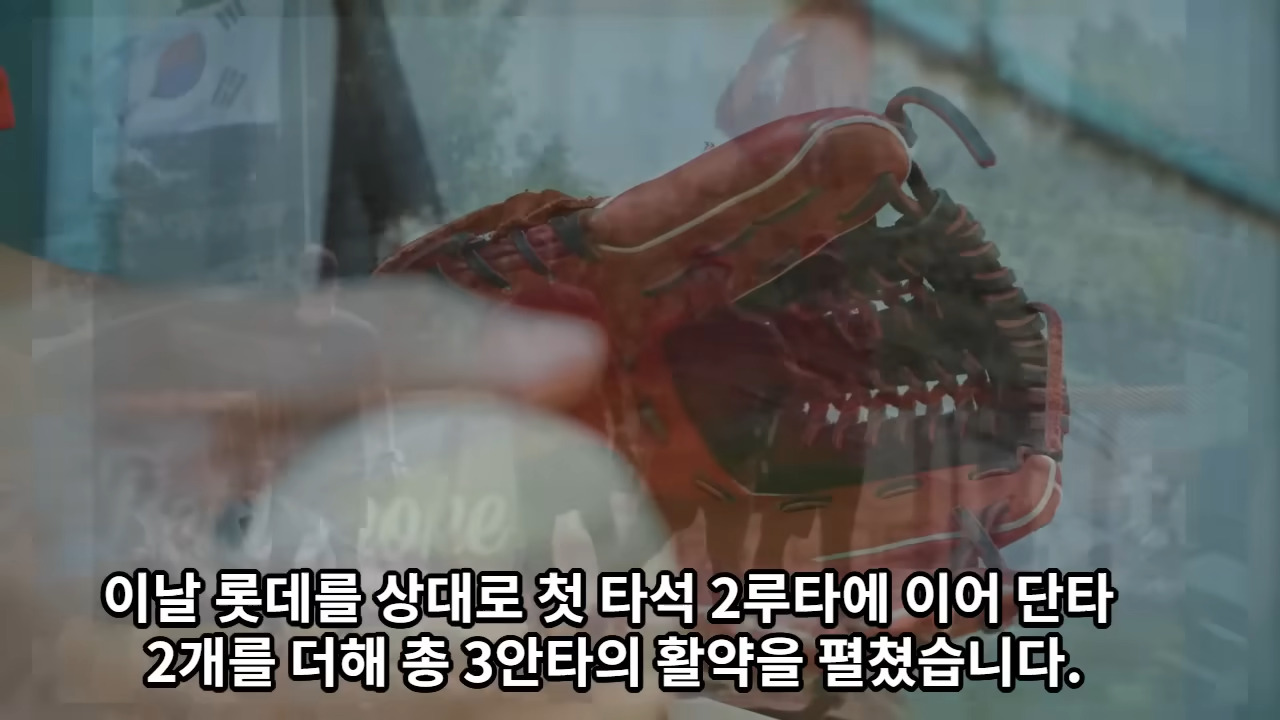 이날 롯데를 상대로 첫 타석 2루타에 이어 단타
2개를 더해 총 3안타의 활약을 펼쳤습니다.